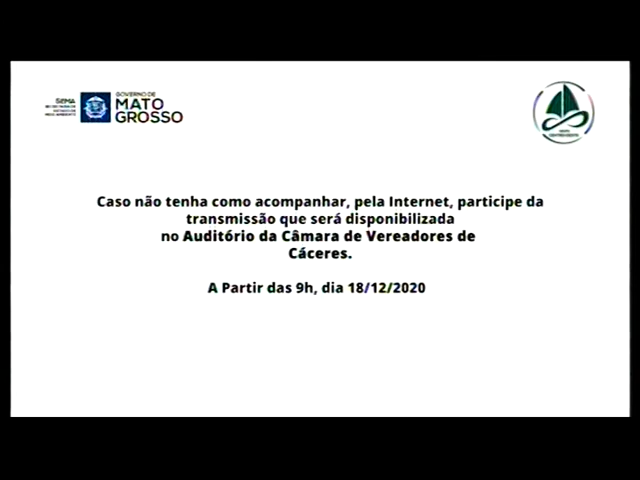 SEMA
GOVERNO DE
MATO
GROSSO
Caso não tenha como acompanhar, pela Internet, participe da
transmissão que será disponibilizada
no Auditório da Câmara de Vereadores de
Cáceres.
A Partir das 9h, dia 18/12/2020